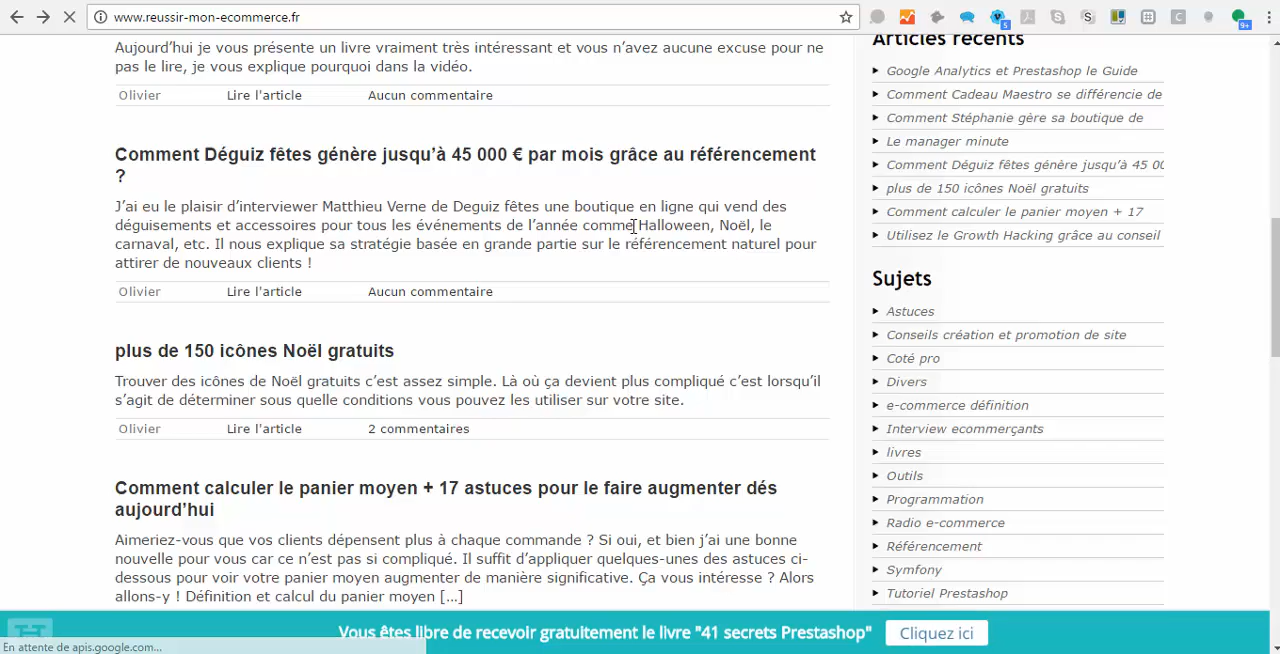 www.reussir-mon-ecommerce.fr
5
9+
Aujourd'hui je vous présente un livre vraiment très intéressant et vous n'avez aucune excuse pour ne
pas le lire, je vous explique pourquoi dans la vidéo.
Olivier Lire l'article Aucun commentaire
Comment Déguiz fêtes génère jusqu'à 45 000 € par mois grâce au référencement
?
J'ai eu le plaisir d'interviewer Matthieu Verne de Deguiz fêtes une boutique en ligne qui vend des
déguisements et accessoires pour tous les événements de l'année comme Halloween, Noël, le
carnaval, etc. Il nous explique sa stratégie basée en grande partie sur le référencement naturel pour
attirer de nouveaux clients !
Olivier Lire l'article Aucun commentaire
plus de 150 icônes Noël gratuits
Trouver des icônes de Noël gratuits c'est assez simple. Là où ça devient plus compliqué c'est lorsqu'il
s'agit de déterminer sous quelle conditions vous pouvez les utiliser sur votre site.
Olivier Lire l'article 2 commentaires
Comment calculer le panier moyen + 17 astuces pour le faire augmenter dés
aujourd'hui
Aimeriez-vous que vos clients dépensent plus à chaque commande ? Si oui, et bien j'ai une bonne
nouvelle pour vous car ce n'est pas si compliqué. Il suffit d'appliquer quelques-unes des astuces ci-
dessous pour voir votre panier moyen augmenter de manière significative. Ça vous intéresse ? Alors
allons-y ! Définition et calcul du panier moyen [...]
Articles récents
Google Analytics et Prestashop le Guide
Comment Cadeau Maestro se différencie de
Comment Stéphanie gère sa boutique de
Le manager minute
Comment Déguiz fêtes génère jusqu'à 45 00
plus de 150 icônes Noël gratuits
Comment calculer le panier moyen + 17
Utilisez le Growth Hacking grâce au conseil
Sujets
Astuces
Conseils création et promotion de site
Coté pro
Divers
e-commerce définition
Interview ecommerçants
livres
Outils
Programmation
Radio e-commerce
Référencement
Symfony
Tutoriel Prestashop
Vous êtes libre de recevoir gratuitement le livre "41 secrets Prestashop" Cliquez ici
En attente de apis.google.com...